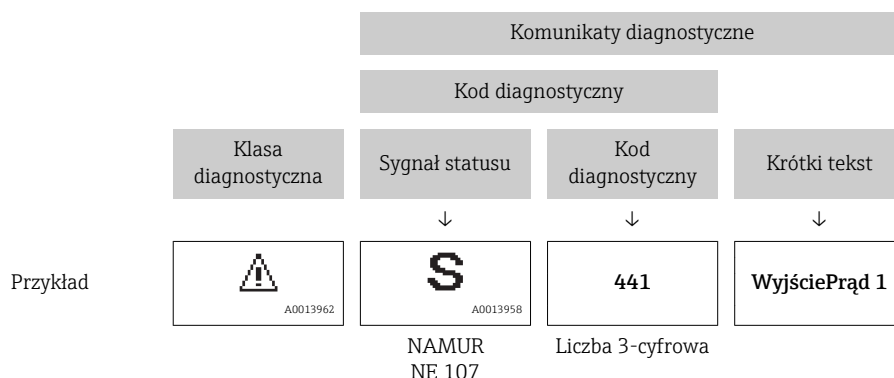 Komunikaty diagnostyczne
Kod diagnostyczny
Klasa
diagnostyczna
Sygnał statusu
Kod
diagnostyczny
Krótki tekst
↓
↓
↓
Przykład
A0013962
S
A0013958
441
WyjściePrąd 1
NAMUR
NE 107
Liczba 3-cyfrowa